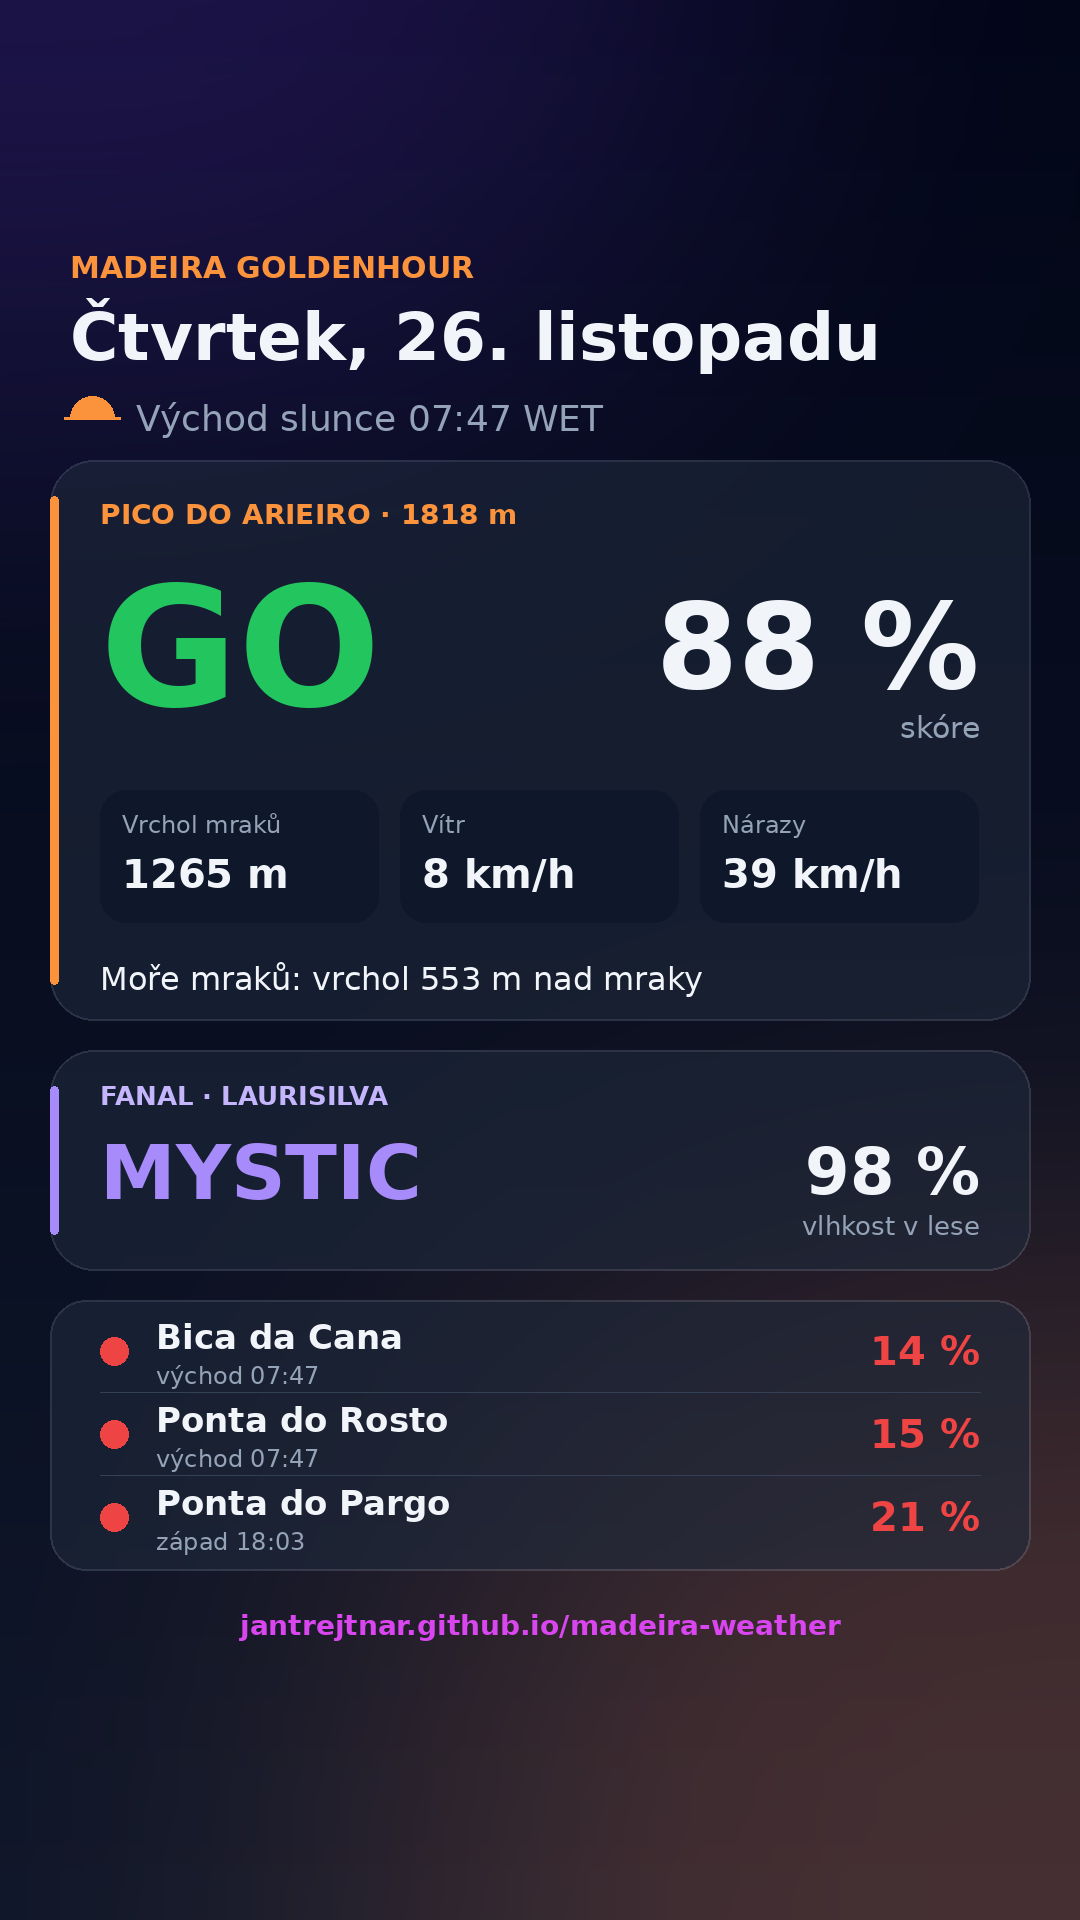 MADEIRA GOLDENHOUR
Čtvrtek, 26. listopadu
Východ slunce 07:47 WET
PICO DO ARIEIRO · 1818 m
GO
88 %
skóre
Vrchol mraků
1265 m
Vítr
8 km/h
Nárazy
39 km/h
Moře mraků: vrchol 553 m nad mraky
FANAL · LAURISILVA
MYSTIC
98 %
vlhkost v lese
Bica da Cana
14 %
východ 07:47
Ponta do Rosto
15 %
východ 07:47
Ponta do Pargo
21 %
západ 18:03
jantrejtnar.github.io/madeira-weather